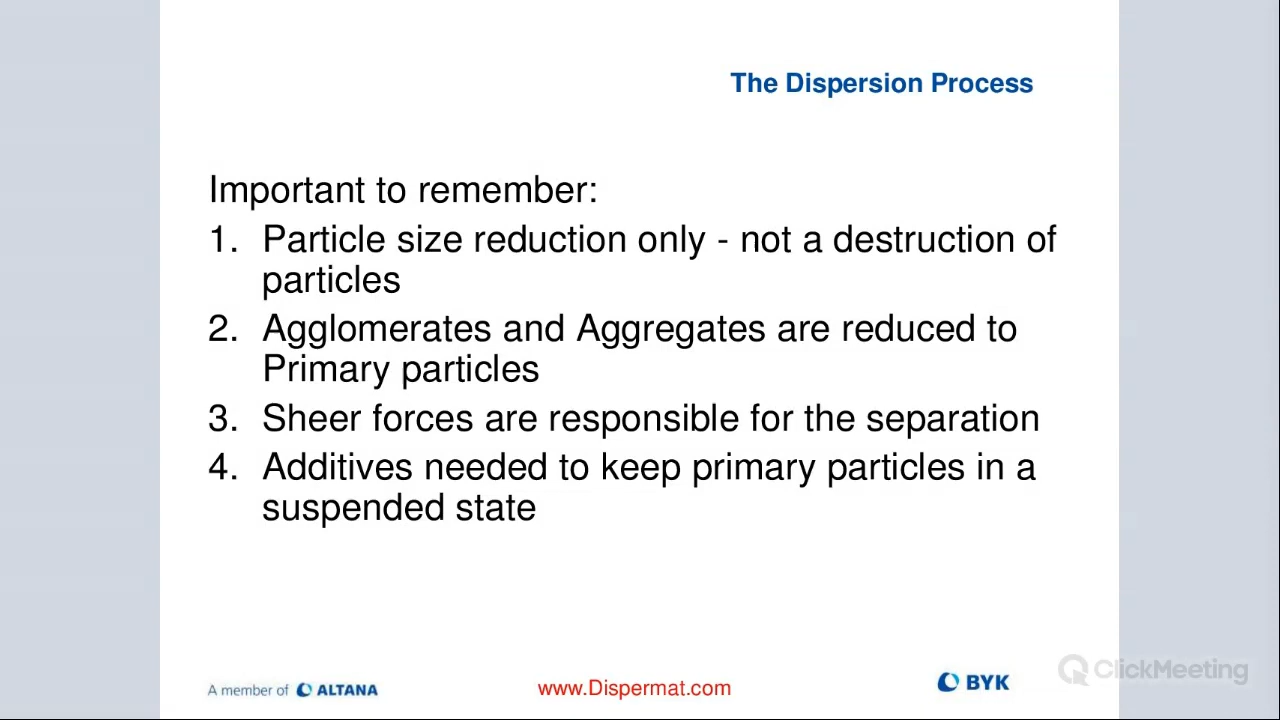 The Dispersion Process
Important to remember:
1. Particle size reduction only - not a destruction of
particles
2. Agglomerates and Aggregates are reduced to
Primary particles
3. Sheer forces are responsible for the separation
4. Additives needed to keep primary particles in a
suspended state
A member of ALTANA
www.Dispermat.com
BYK
ClickMeeting